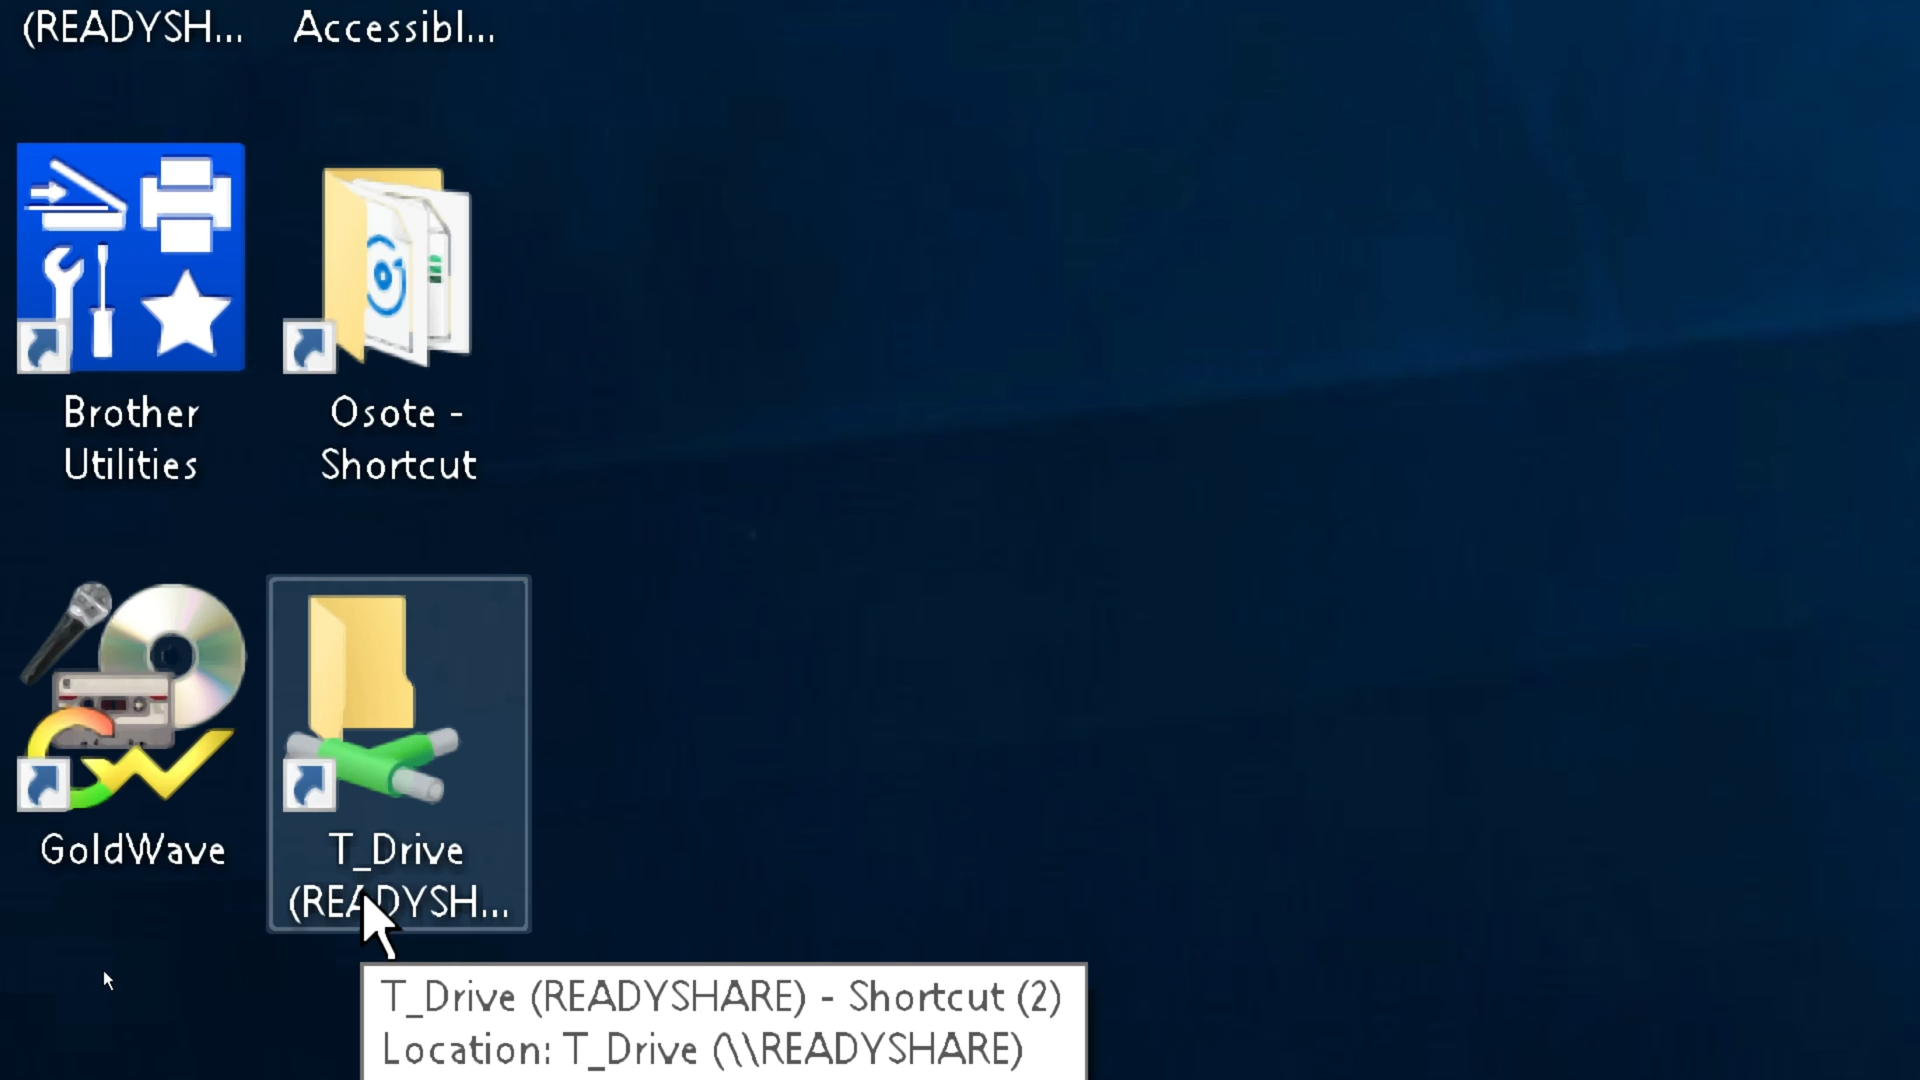 (READYSH...
Accessibl...
Brother
Utilities
Osote -
Shortcut
GoldWave
T_Drive
(READYSH...
T_Drive (READYSHARE) - Shortcut (2)
Location: T_Drive (\\READYSHARE)